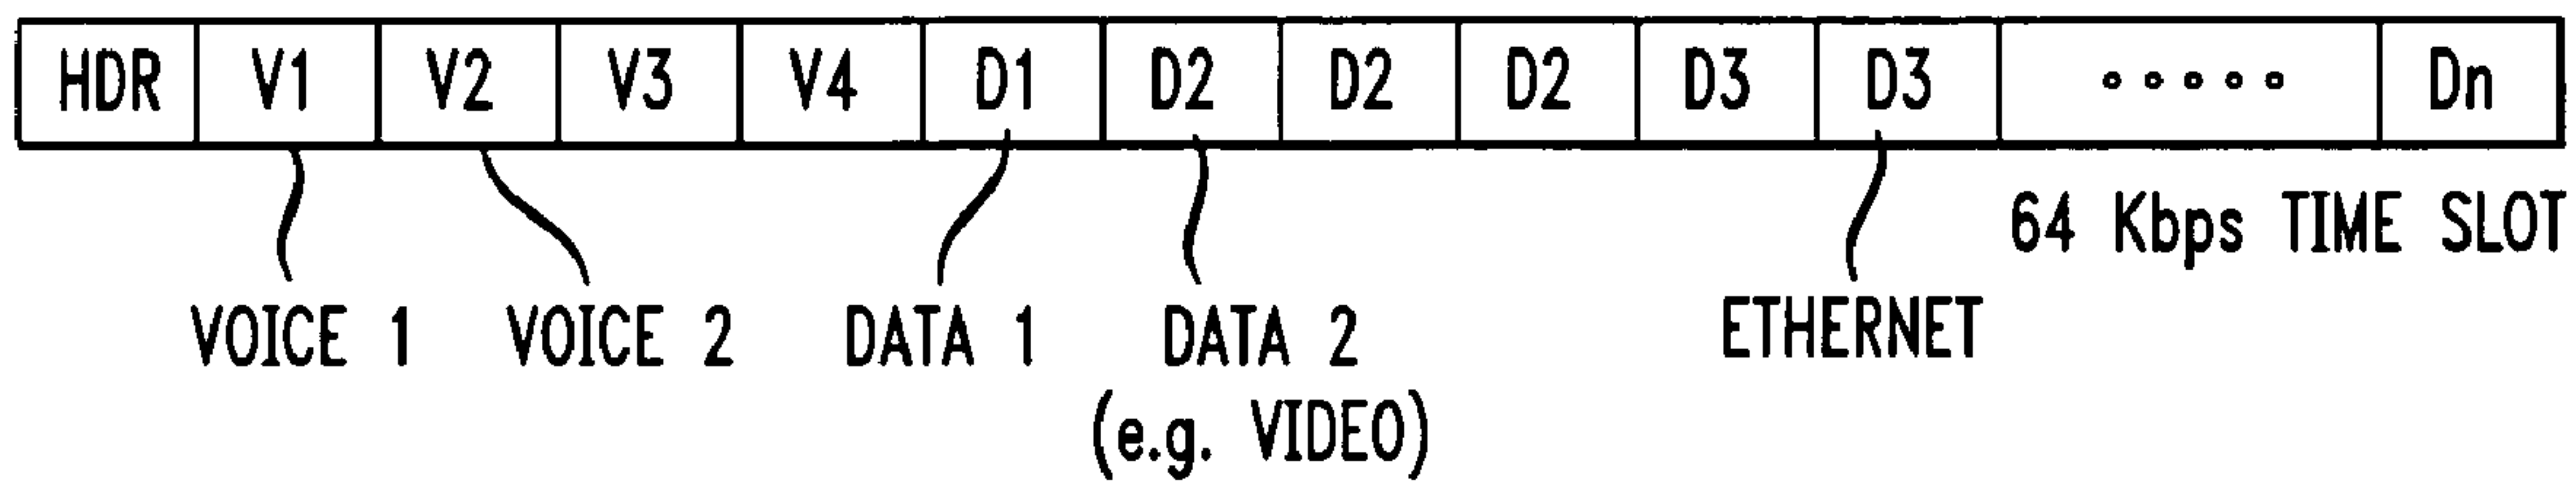 HDR V1 V2 V3 V4 D1 D2 D2 D2 D3 D3 ∘∘∘∘∘ Dn
64 Kbps TIME SLOT
VOICE 1 VOICE 2 DATA 1 DATA 2 ETHERNET
(e.g. VIDEO)